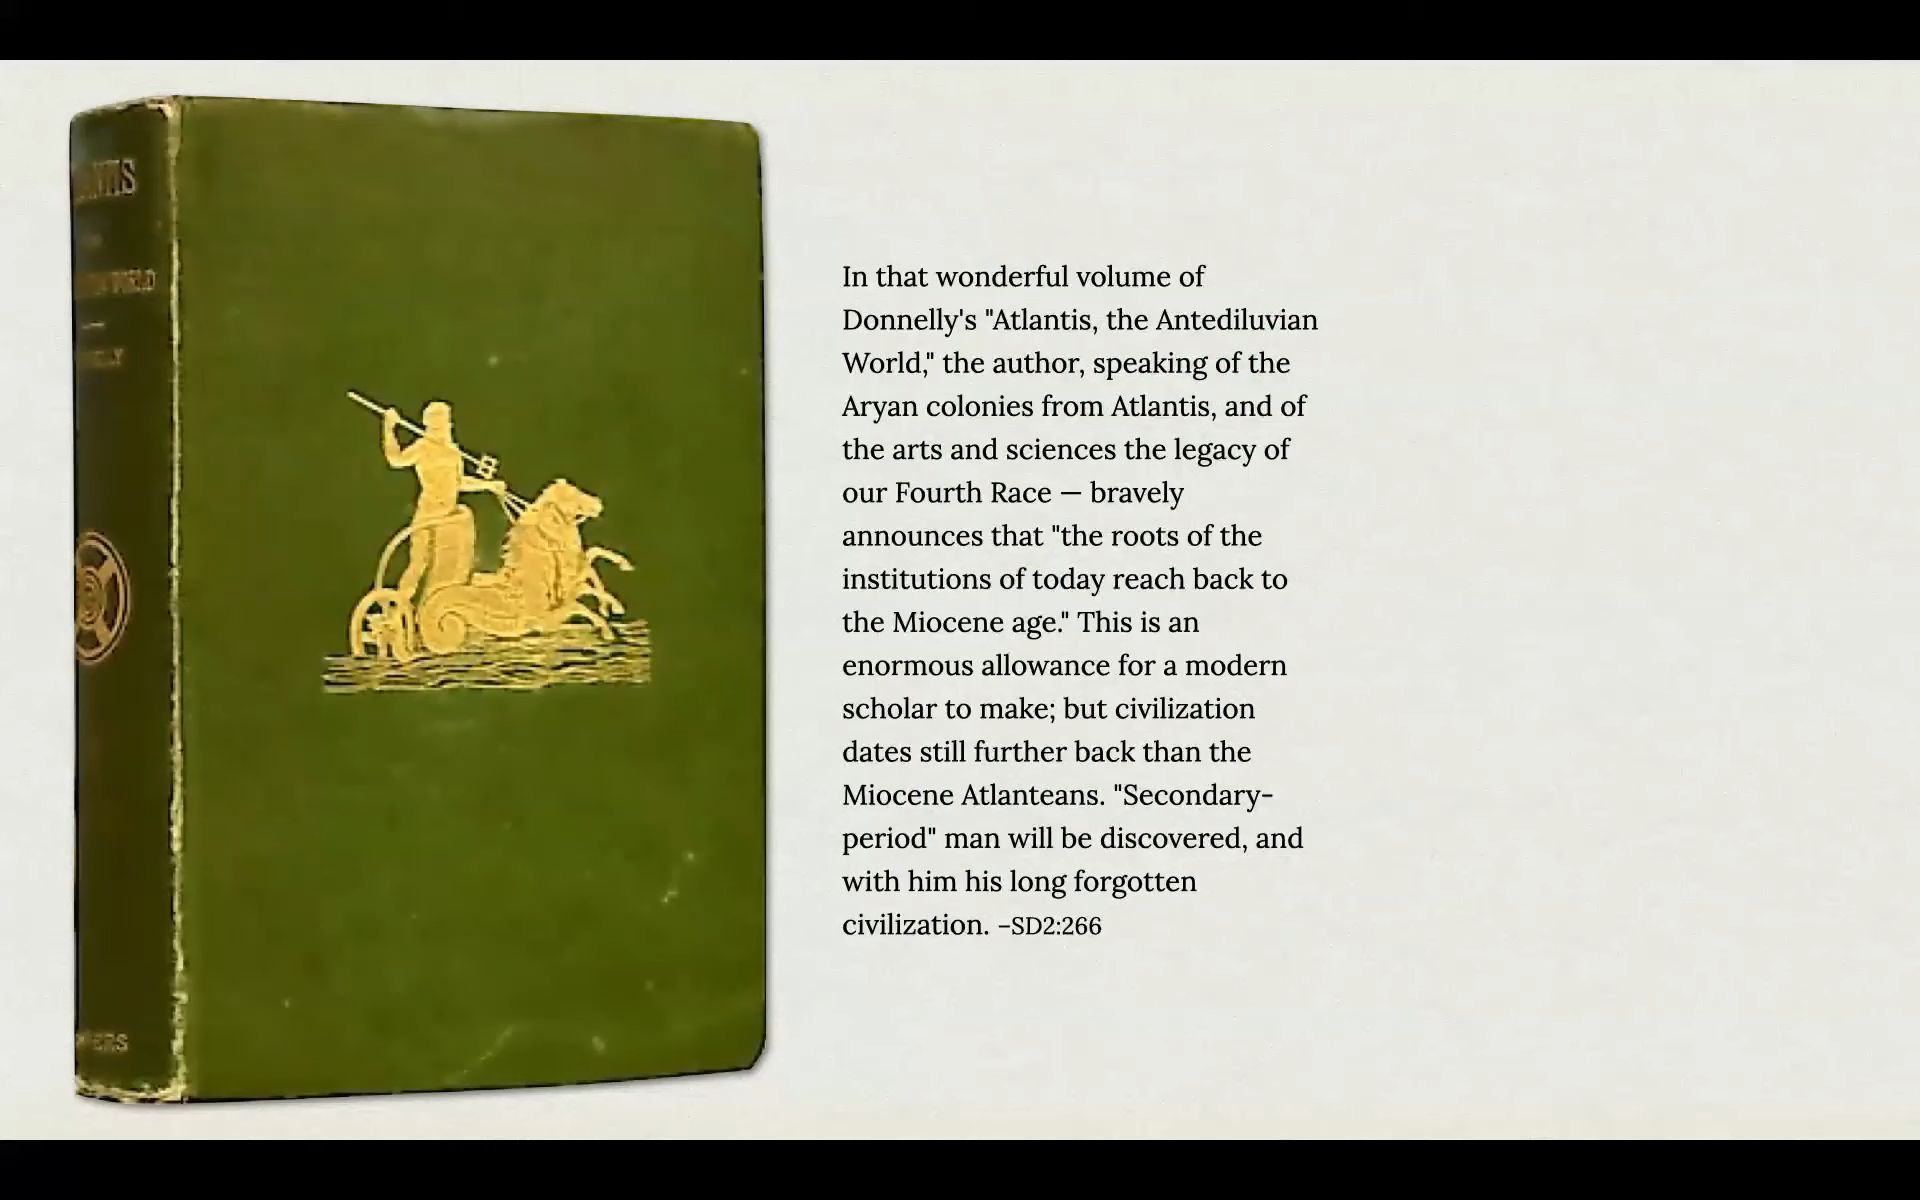 In that wonderful volume of
Donnelly's "Atlantis, the Antediluvian
World," the author, speaking of the
Aryan colonies from Atlantis, and of
the arts and sciences the legacy of
our Fourth Race — bravely
announces that "the roots of the
institutions of today reach back to
the Miocene age." This is an
enormous allowance for a modern
scholar to make; but civilization
dates still further back than the
Miocene Atlanteans. "Secondary-
period" man will be discovered, and
with him his long forgotten
civilization. –SD2:266